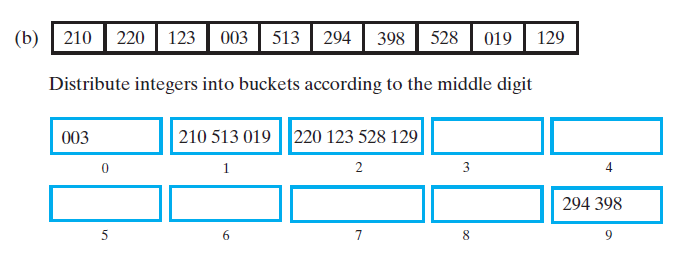 (b) 210 220 123 003 513 294 398 528 019 129
Distribute integers into buckets according to the middle digit
003 210 513 019 220 123 528 129
0 1 2 3 4
294 398
5 6 7 8 9